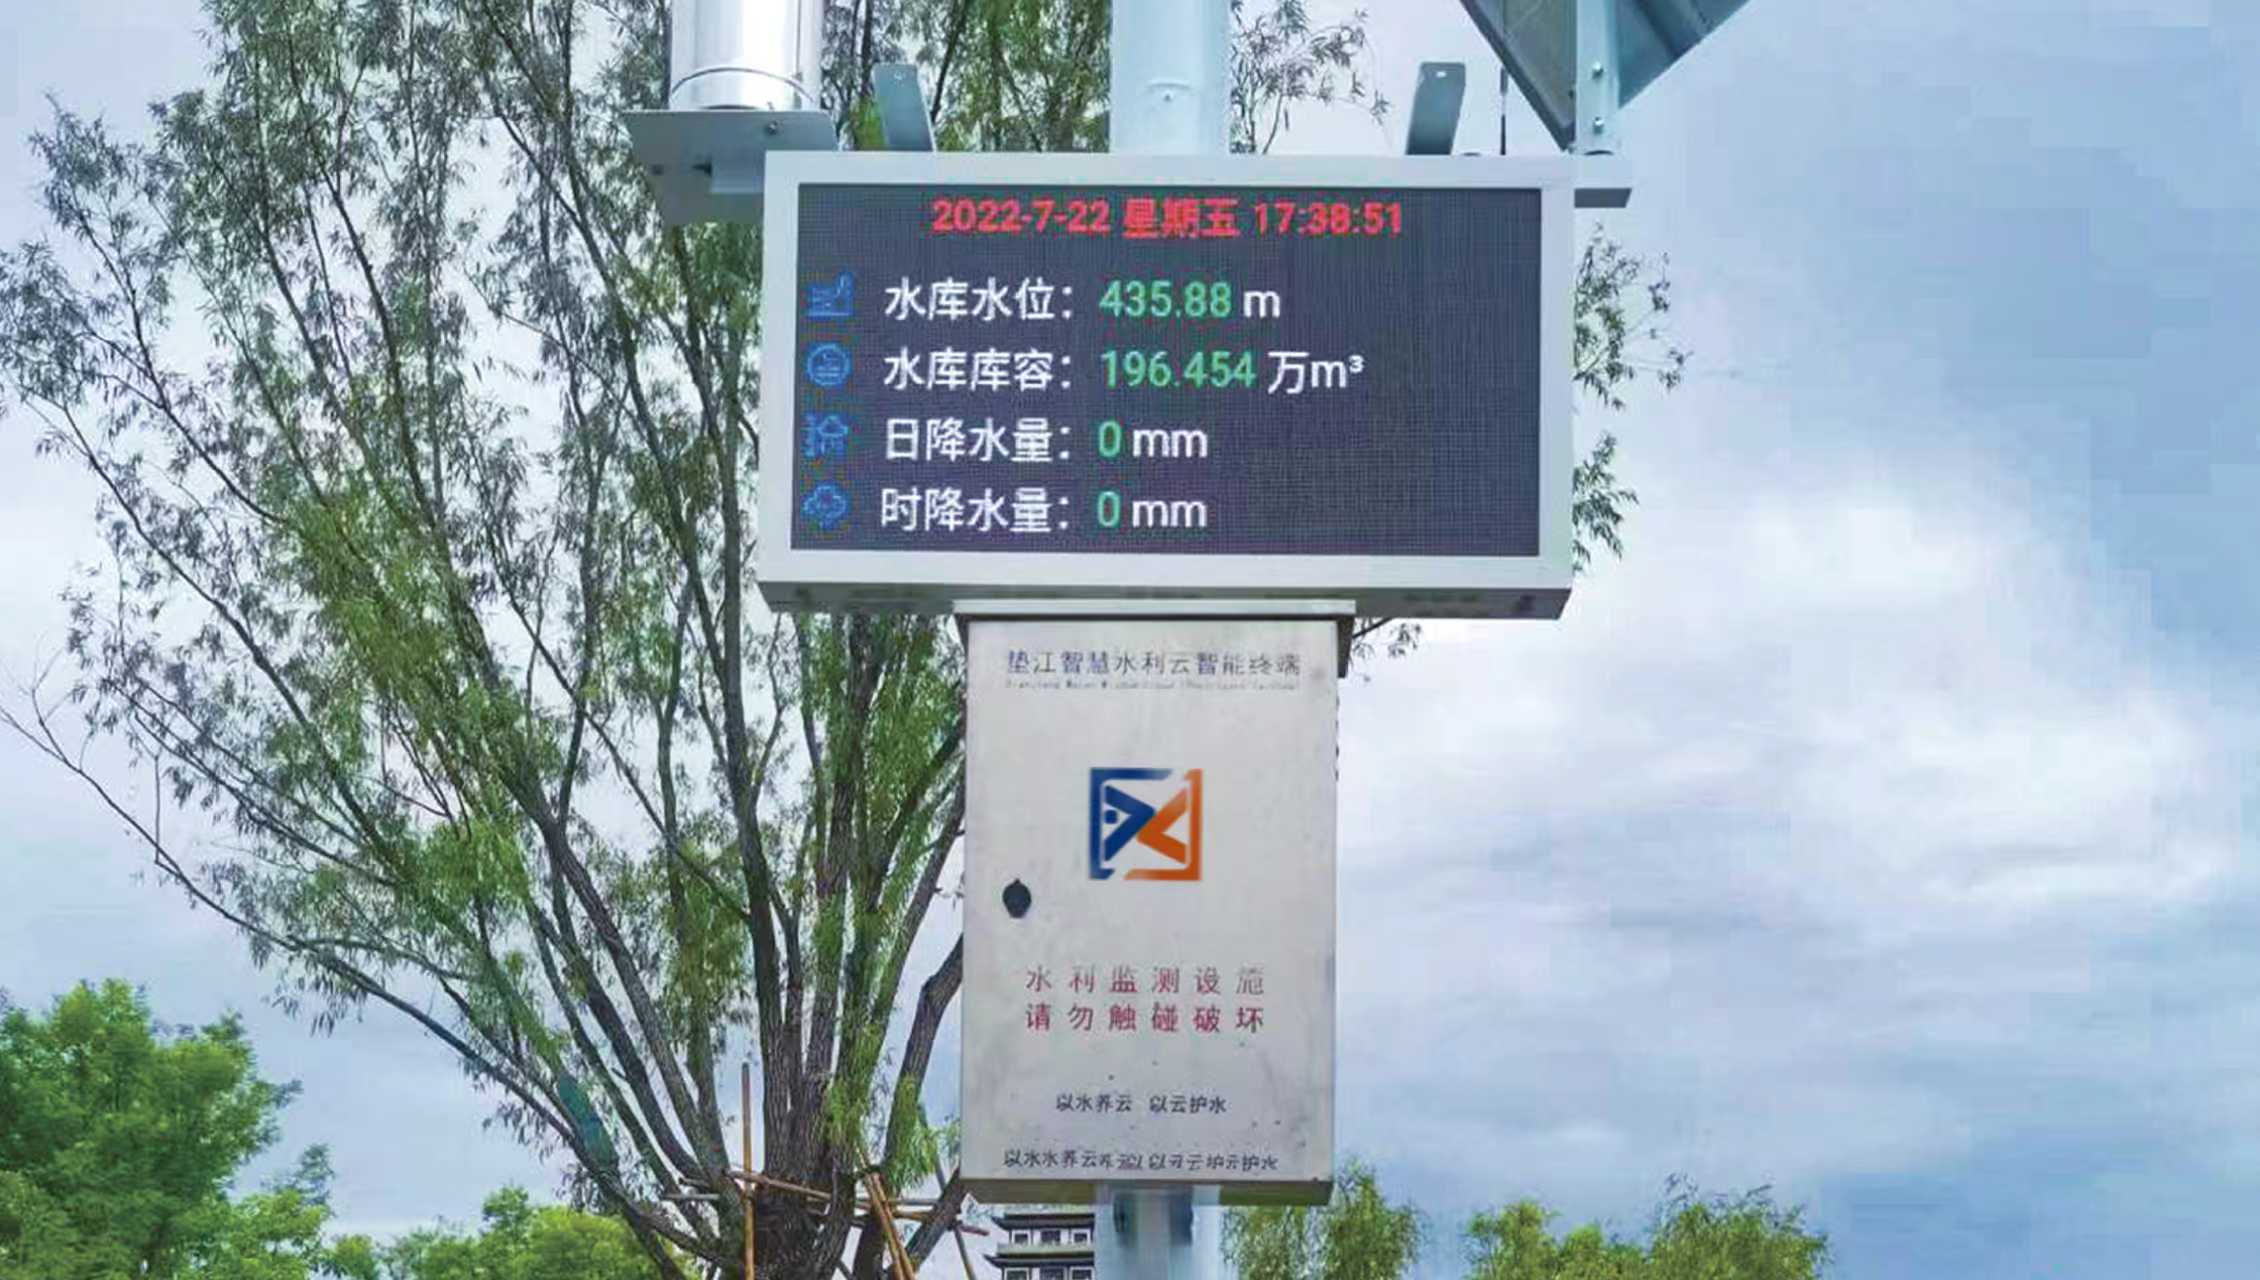 2022-7-22 星期五 17:38:51
水库水位：435.88 m
水库库容：196.454 万m³
日降水量：0 mm
时降水量：0 mm
垫江智慧水利云智能终端
水利监测设施
请勿触碰破坏
以水养云 以云护水